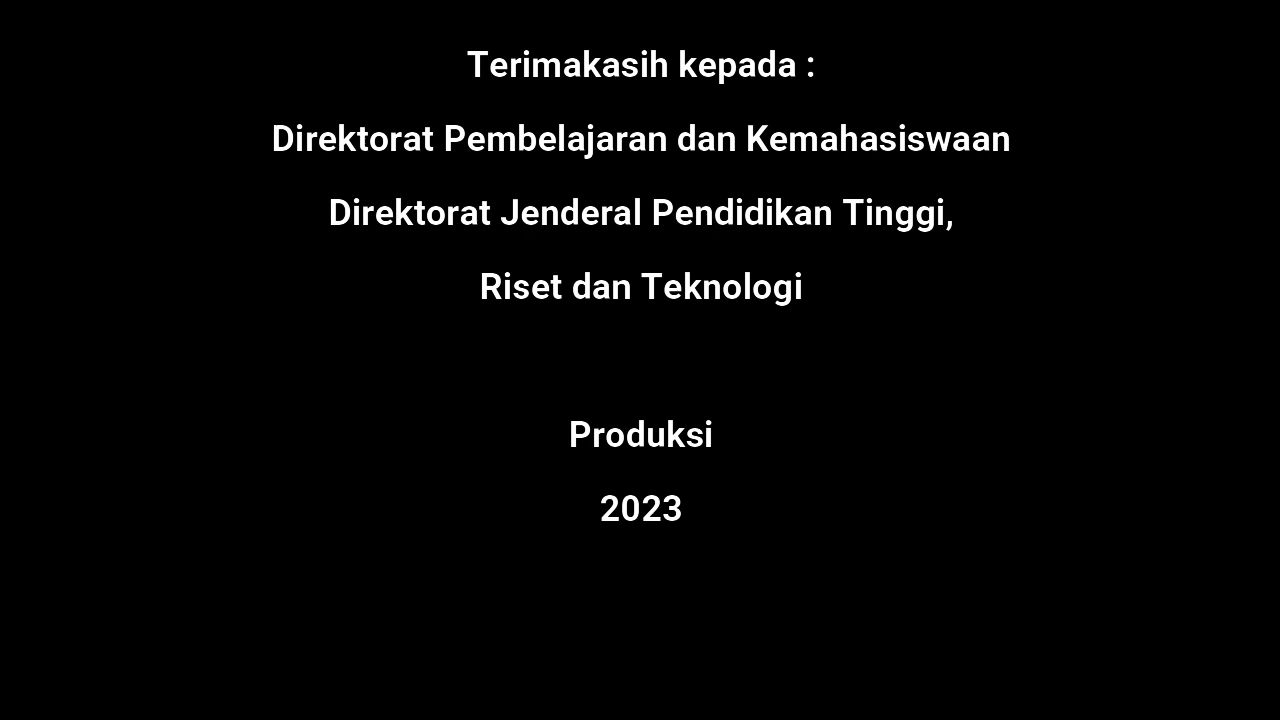 Terimakasih kepada :
Direktorat Pembelajaran dan Kemahasiswaan
Direktorat Jenderal Pendidikan Tinggi,
Riset dan Teknologi
Produksi
2023